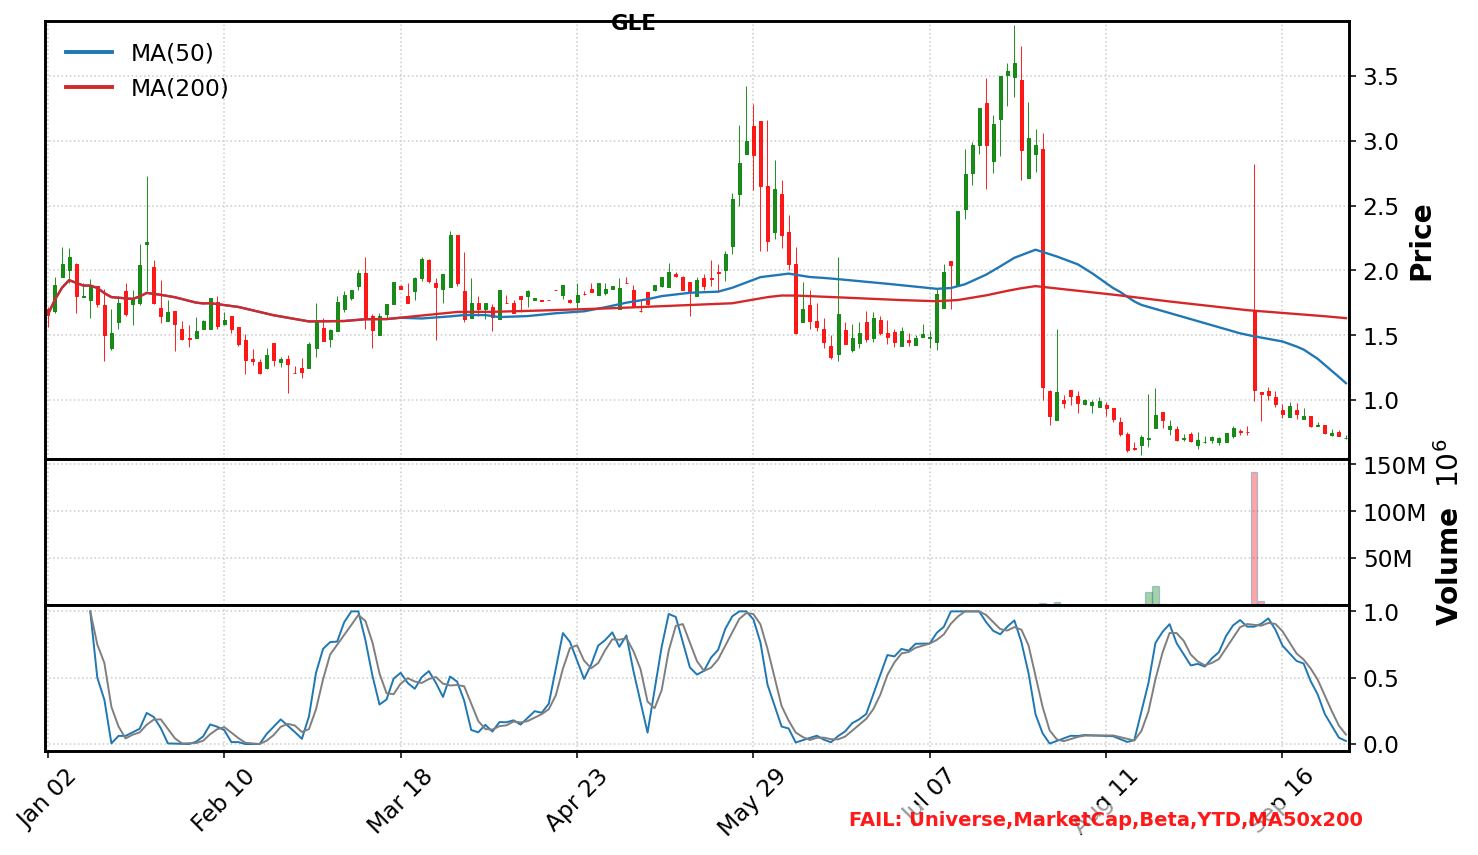 GLE
MA(50)
MA(200)
3.5
3.0
2.5
2.0
1.5
1.0
Price
150M
100M
50M
Volume 10^6
1.0
0.5
0.0
Jan 02
Feb 10
Mar 18
Apr 23
May 29
Jul 07
Aug 11
Sep 16
FAIL: Universe,MarketCap,Beta,YTD,MA50x200